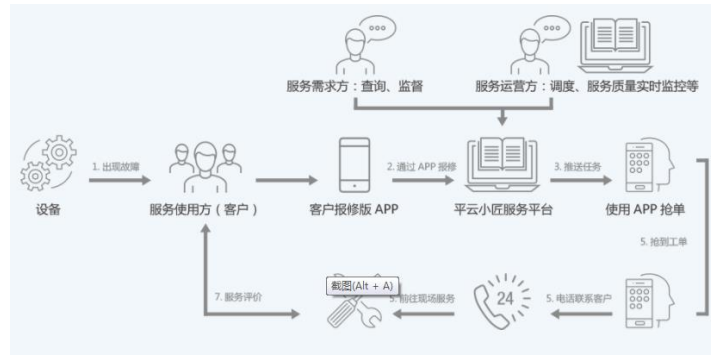 服务需求方：查询、监督
服务运营方：调度、服务质量实时监控等
1. 出现故障
2. 通过 APP 报修
3. 推送任务
设备
服务使用方（客户）
客户报修版 APP
平云小匠服务平台
使用 APP 抢单
5. 抢到工单
截图(Alt + A)
7. 服务评价
5. 前往现场服务
24
5. 电话联系客户